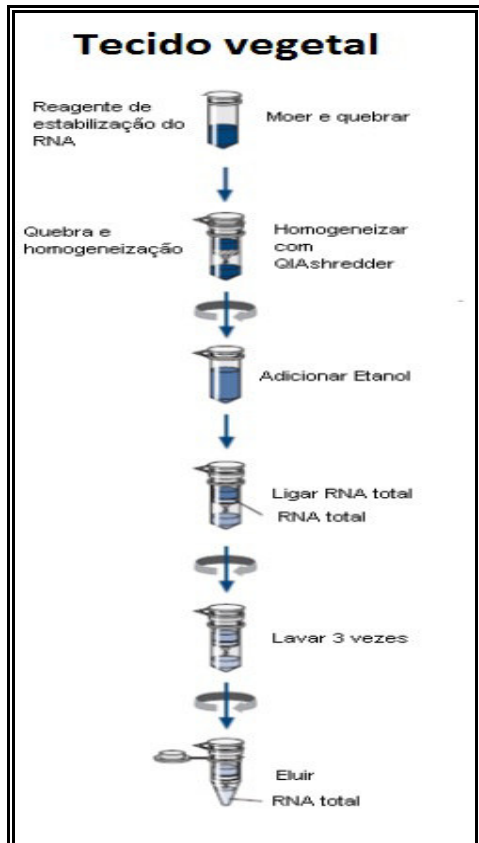 Tecido vegetal
Reagente de
estabilização do
RNA
Moer e quebrar
Quebra e
homogeneização
Homogeneizar
com
QIAshredder
Adicionar Etanol
Ligar RNA total
RNA total
Lavar 3 vezes
Eluir
RNA total